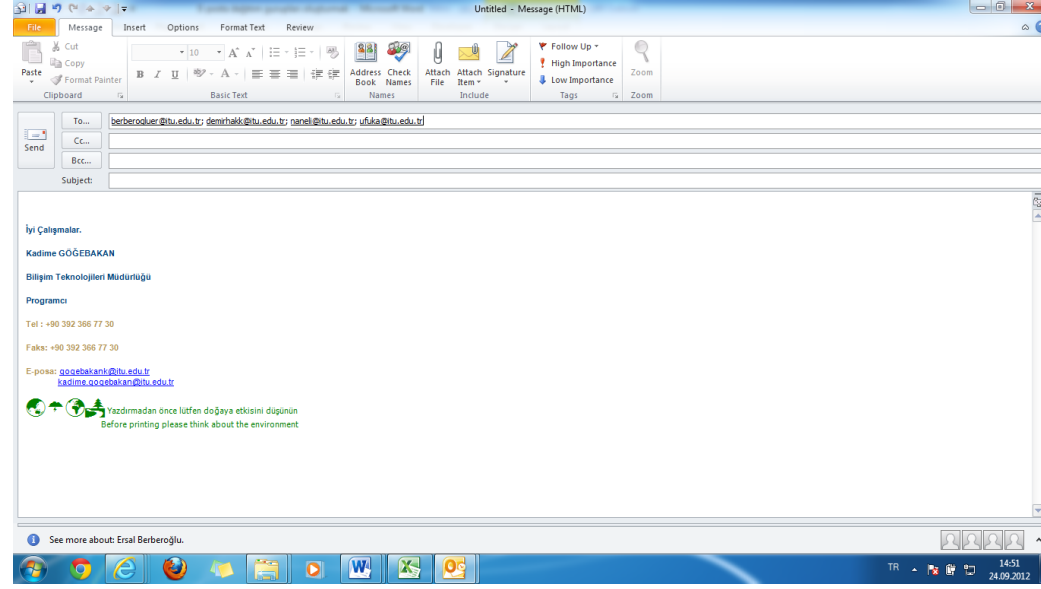 Untitled - Message (HTML)
File Message Insert Options Format Text Review
Cut
Copy
Format Painter
Paste
Clipboard
10
B I U
Basic Text
Address Book
Check Names
Names
Attach File
Attach Item
Signature
Include
Follow Up
High Importance
Low Importance
Tags
Zoom
Zoom
Send
To... berberogluer@itu.edu.tr; demirhakk@itu.edu.tr; naneli@itu.edu.tr; ufuka@itu.edu.tr
Cc...
Bcc...
Subject:
İyi Çalışmalar.
Kadime GÖĞEBAKAN
Bilişim Teknolojileri Müdürlüğü
Programcı
Tel : +90 392 366 77 30
Faks: +90 392 366 77 30
E-posa: gogebakank@itu.edu.tr
kadime.gogebakan@itu.edu.tr
Yazdırmadan önce lütfen doğaya etkisini düşünün
Before printing please think about the environment
See more about: Ersal Berberoğlu.
TR
14:51
24.09.2012